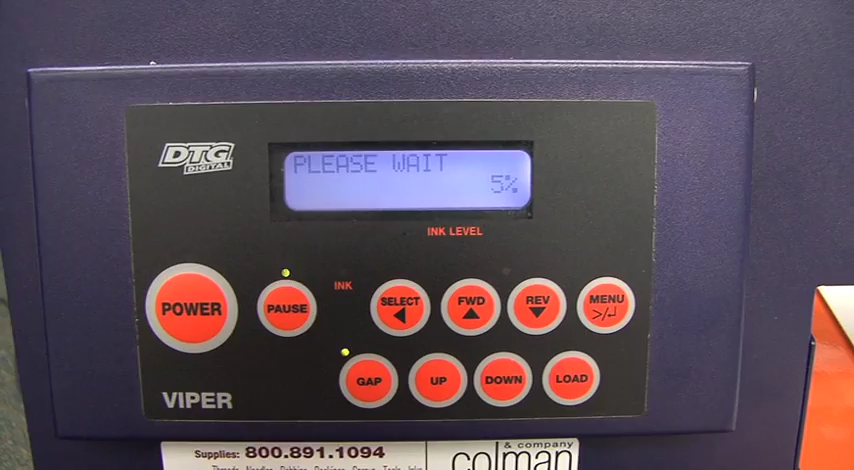 DTG
DIGITAL
PLEASE WAIT
5%
INK LEVEL
INK
POWER
PAUSE
SELECT
FWD
REV
MENU
>/↵
GAP
UP
DOWN
LOAD
VIPER
Supplies: 800.891.1094
& company
colman